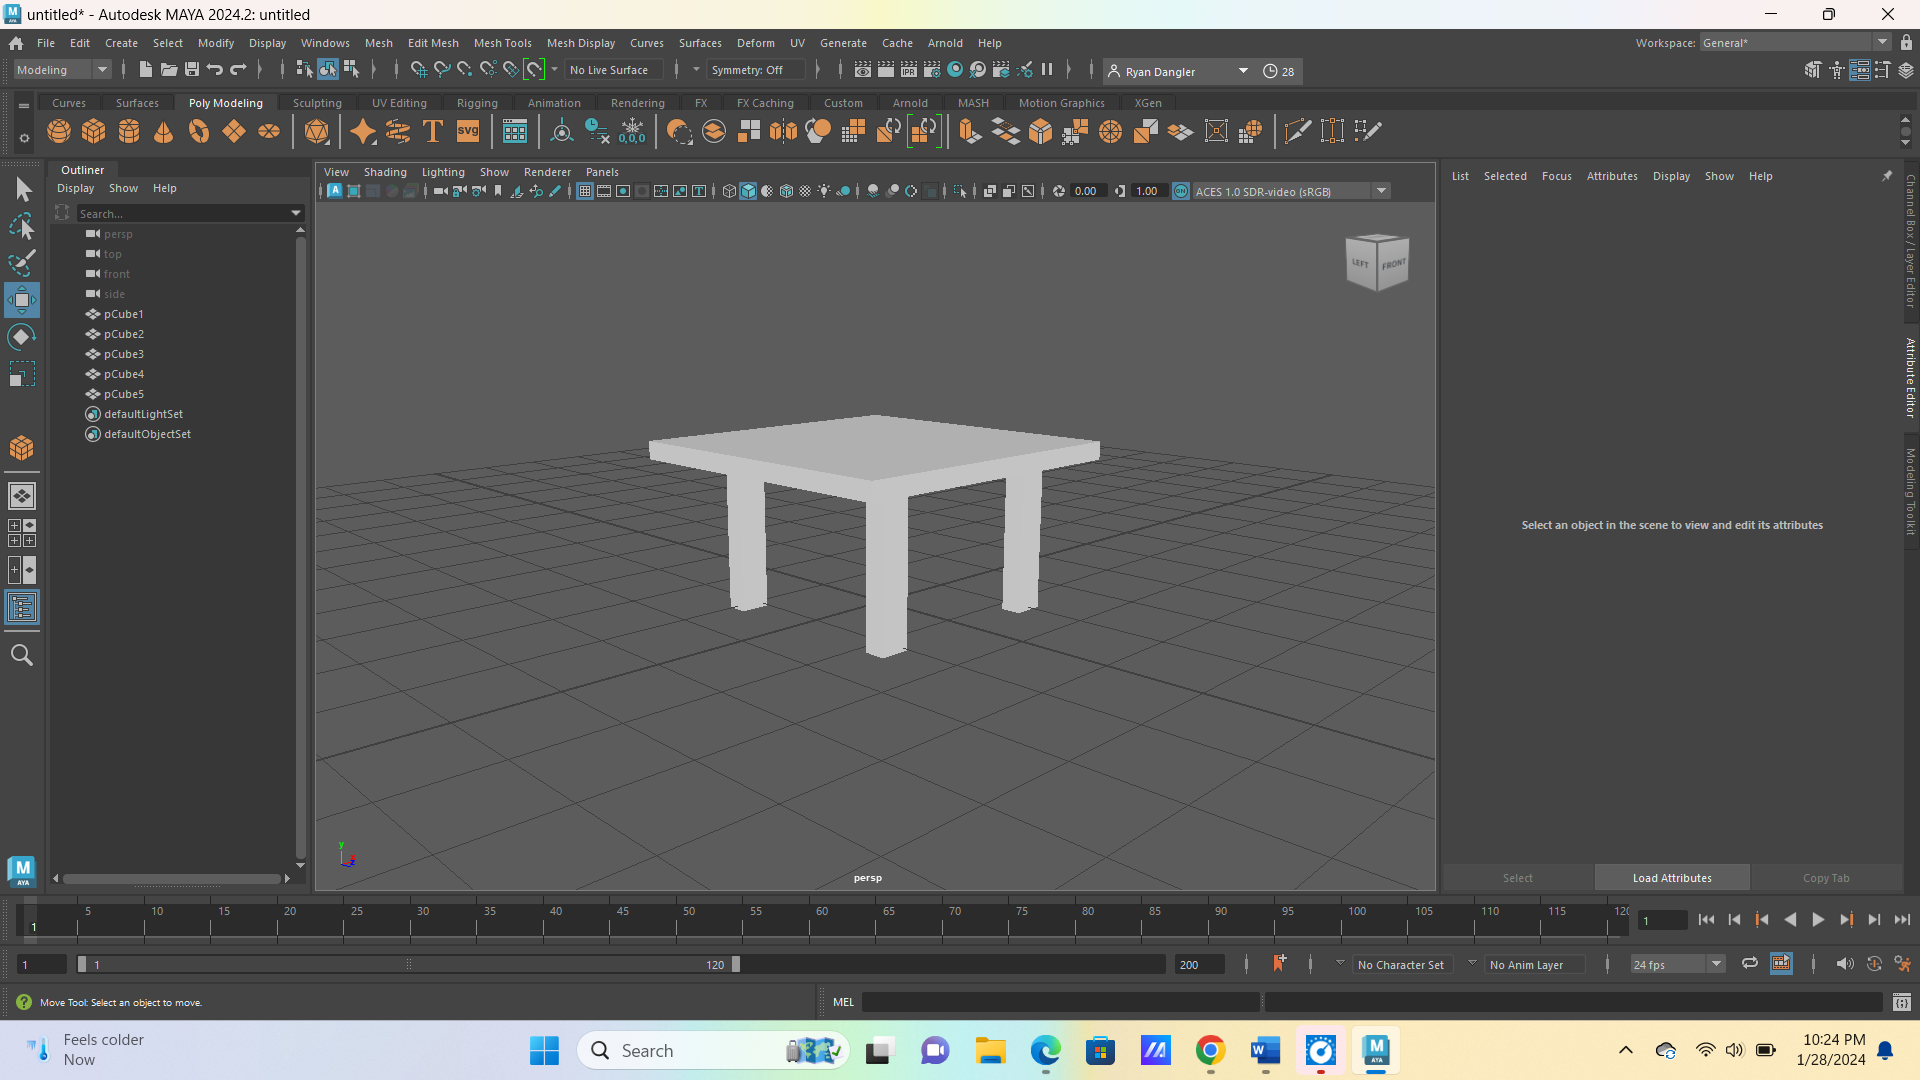 untitled* - Autodesk MAYA 2024.2: untitled
File Edit Create Select Modify Display Windows Mesh Edit Mesh Mesh Tools Mesh Display Curves Surfaces Deform UV Generate Cache Arnold Help Workspace: General*
Modeling No Live Surface Symmetry: Off IPR Ryan Dangler 28
Curves Surfaces Poly Modeling Sculpting UV Editing Rigging Animation Rendering FX FX Caching Custom Arnold MASH Motion Graphics XGen
T SVG 0,0,0
Outliner
Display Show Help
Search...
persp
top
front
side
pCube1
pCube2
pCube3
pCube4
pCube5
defaultLightSet
defaultObjectSet
View Shading Lighting Show Renderer Panels
0.00 1.00 ON ACES 1.0 SDR-video (sRGB)
LEFT FRONT
y
z
persp
List Selected Focus Attributes Display Show Help
Select an object in the scene to view and edit its attributes
Select Load Attributes Copy Tab
Channel Box / Layer Editor
Attribute Editor
Modeling Toolkit
M
AYA
5 10 15 20 25 30 35 40 45 50 55 60 65 70 75 80 85 90 95 100 105 110 115 120
1 1
1 1 120 200 No Character Set No Anim Layer 24 fps
Move Tool: Select an object to move. MEL
Feels colder
Now
Search
10:24 PM
1/28/2024